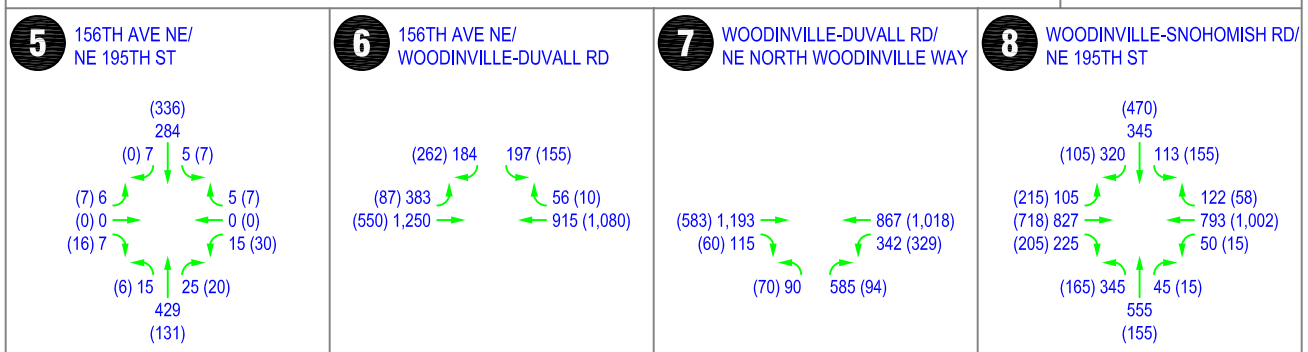 5
156TH AVE NE/
NE 195TH ST
(336)
284
(0) 7 5 (7)
(7) 6 5 (7)
(0) 0 0 (0)
(16) 7 15 (30)
(6) 15 25 (20)
429
(131)
6
156TH AVE NE/
WOODINVILLE-DUVALL RD
(262) 184 197 (155)
(87) 383 56 (10)
(550) 1,250 915 (1,080)
7
WOODINVILLE-DUVALL RD/
NE NORTH WOODINVILLE WAY
(583) 1,193 867 (1,018)
(60) 115 342 (329)
(70) 90 585 (94)
8
WOODINVILLE-SNOHOMISH RD/
NE 195TH ST
(470)
345
(105) 320 113 (155)
(215) 105 122 (58)
(718) 827 793 (1,002)
(205) 225 50 (15)
(165) 345 45 (15)
555
(155)